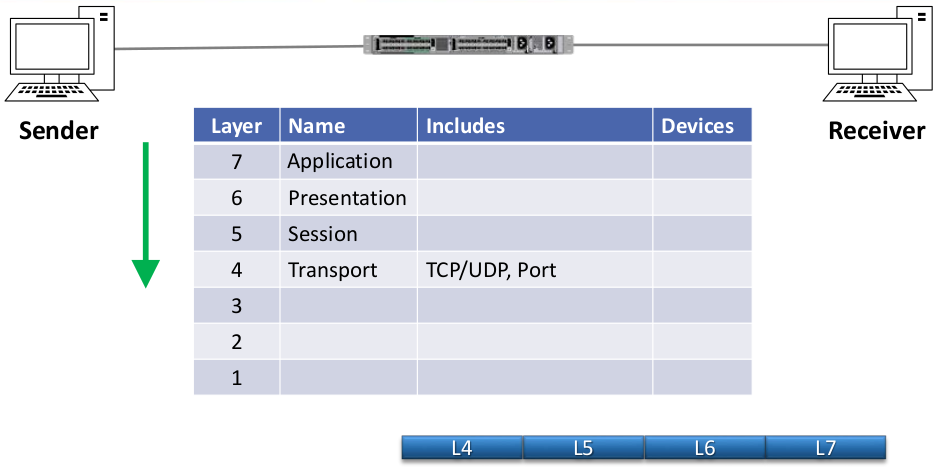 Sender
Receiver
Layer Name Includes Devices
7 Application
6 Presentation
5 Session
4 Transport TCP/UDP, Port
3
2
1
L4 L5 L6 L7